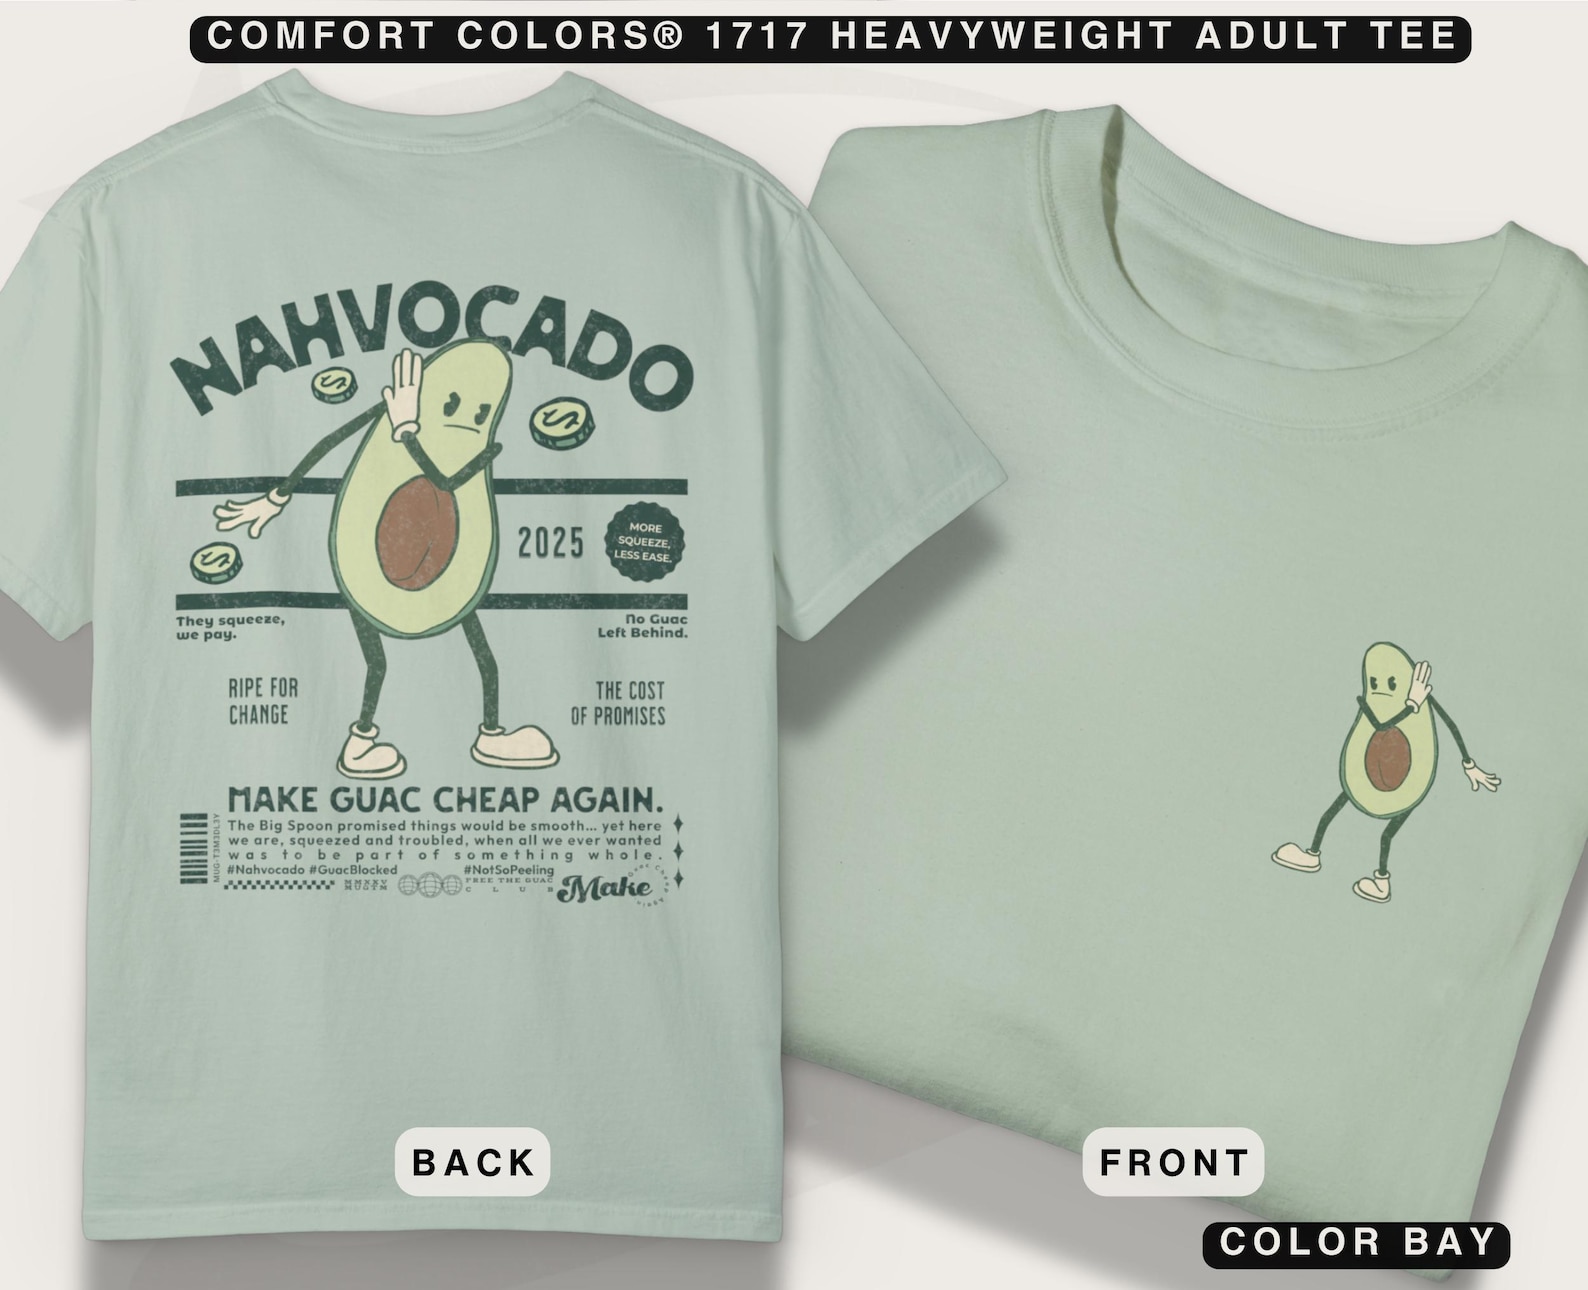 COMFORT COLORS® 1717 HEAVYWEIGHT ADULT TEE
NAHVOCADO
2025
MORE
SQUEEZE,
LESS EASE.
They squeeze,
we pay.
No Guac
Left Behind.
RIPE FOR
CHANGE
THE COST
OF PROMISES
MAKE GUAC CHEAP AGAIN.
The Big Spoon promised things would be smooth... yet here
we are, squeezed and troubled, when all we ever wanted
was to be part of something whole.
#Nahvocado #GuacBlocked
#NotSoPeeling
FREE THE GUAC
CLUB
Make
MUG-T3M3DL3Y
BACK
FRONT
COLOR BAY